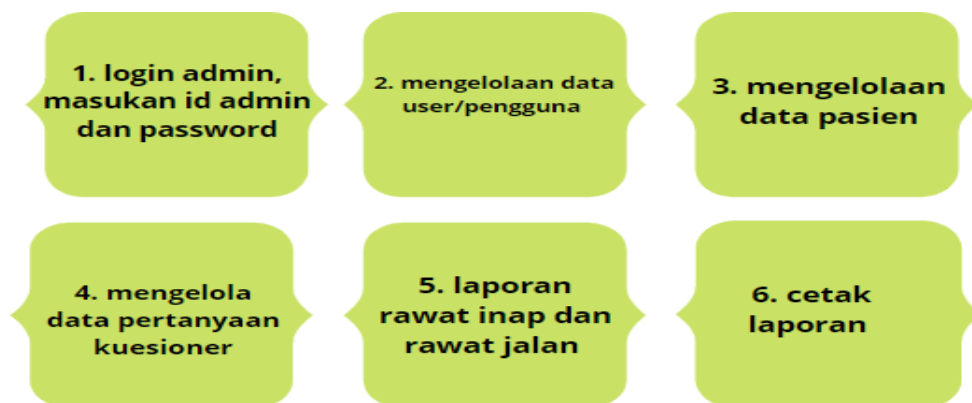 1. login admin,
masukan id admin
dan password
2. mengelolaan data
user/pengguna
3. mengelolaan
data pasien
4. mengelola
data pertanyaan
kuesioner
5. laporan
rawat inap dan
rawat jalan
6. cetak
laporan